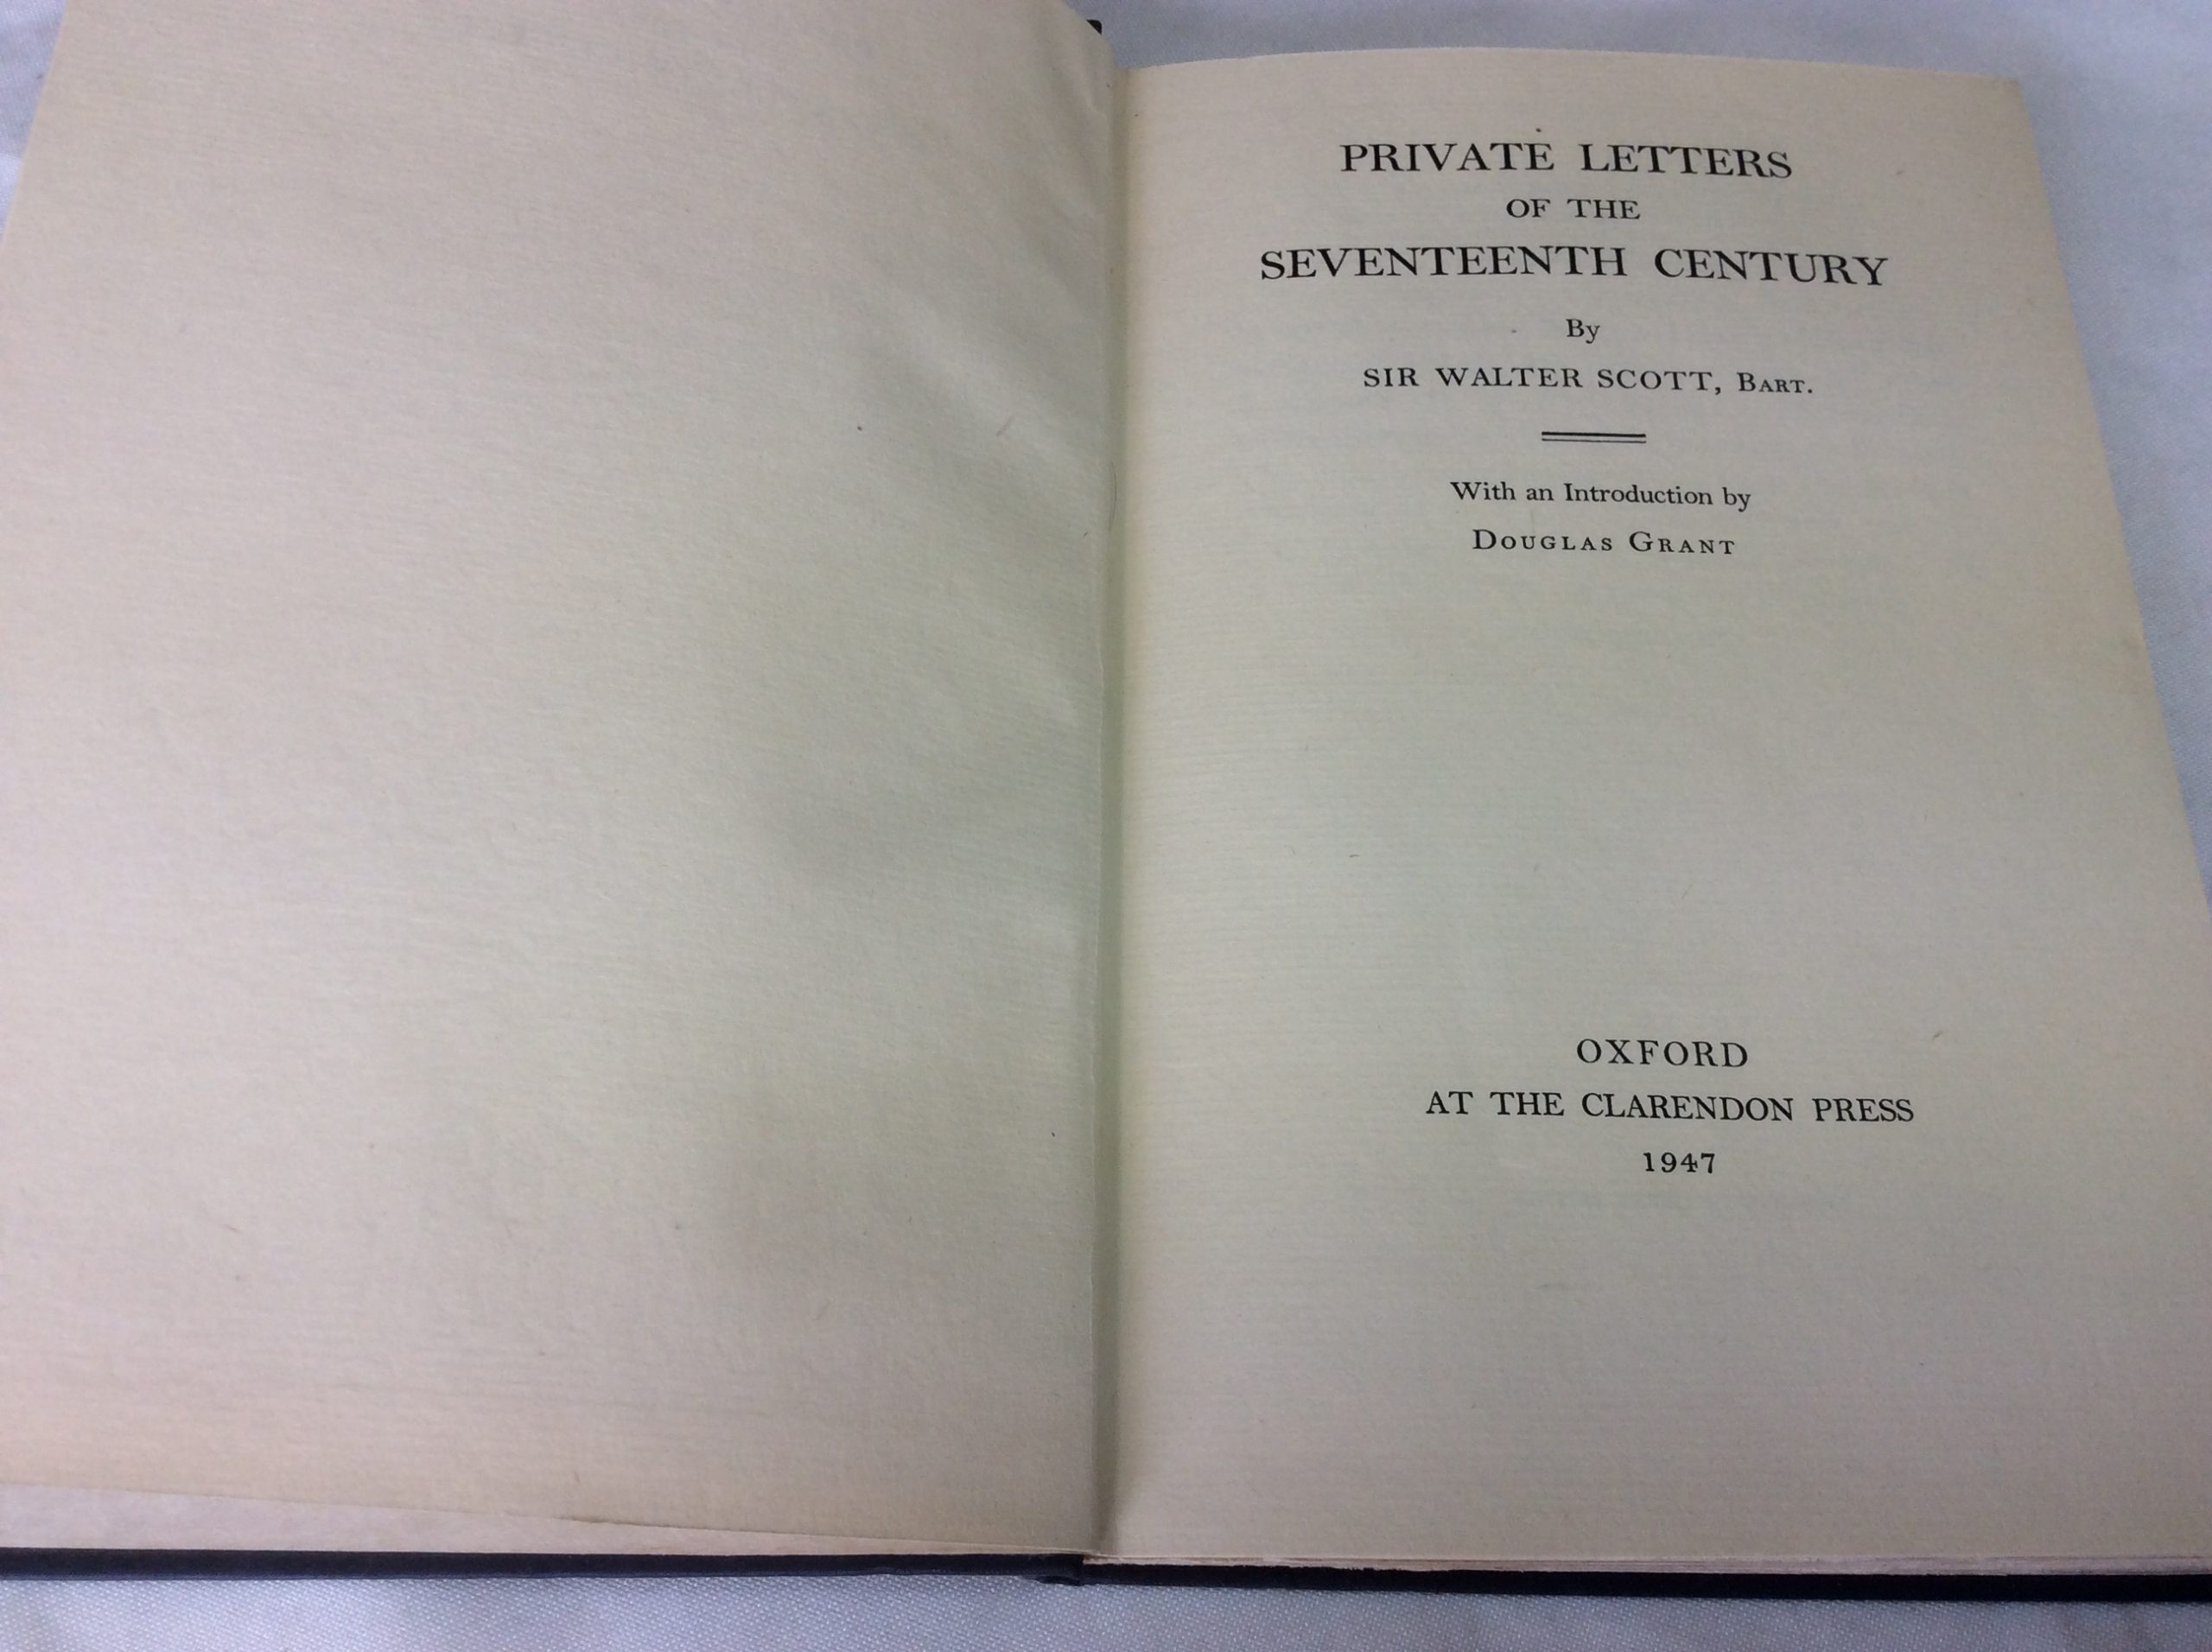 PRIVATE LETTERS
OF THE
SEVENTEENTH CENTURY
By
SIR WALTER SCOTT, BART.
With an Introduction by
DOUGLAS GRANT
OXFORD
AT THE CLARENDON PRESS
1947